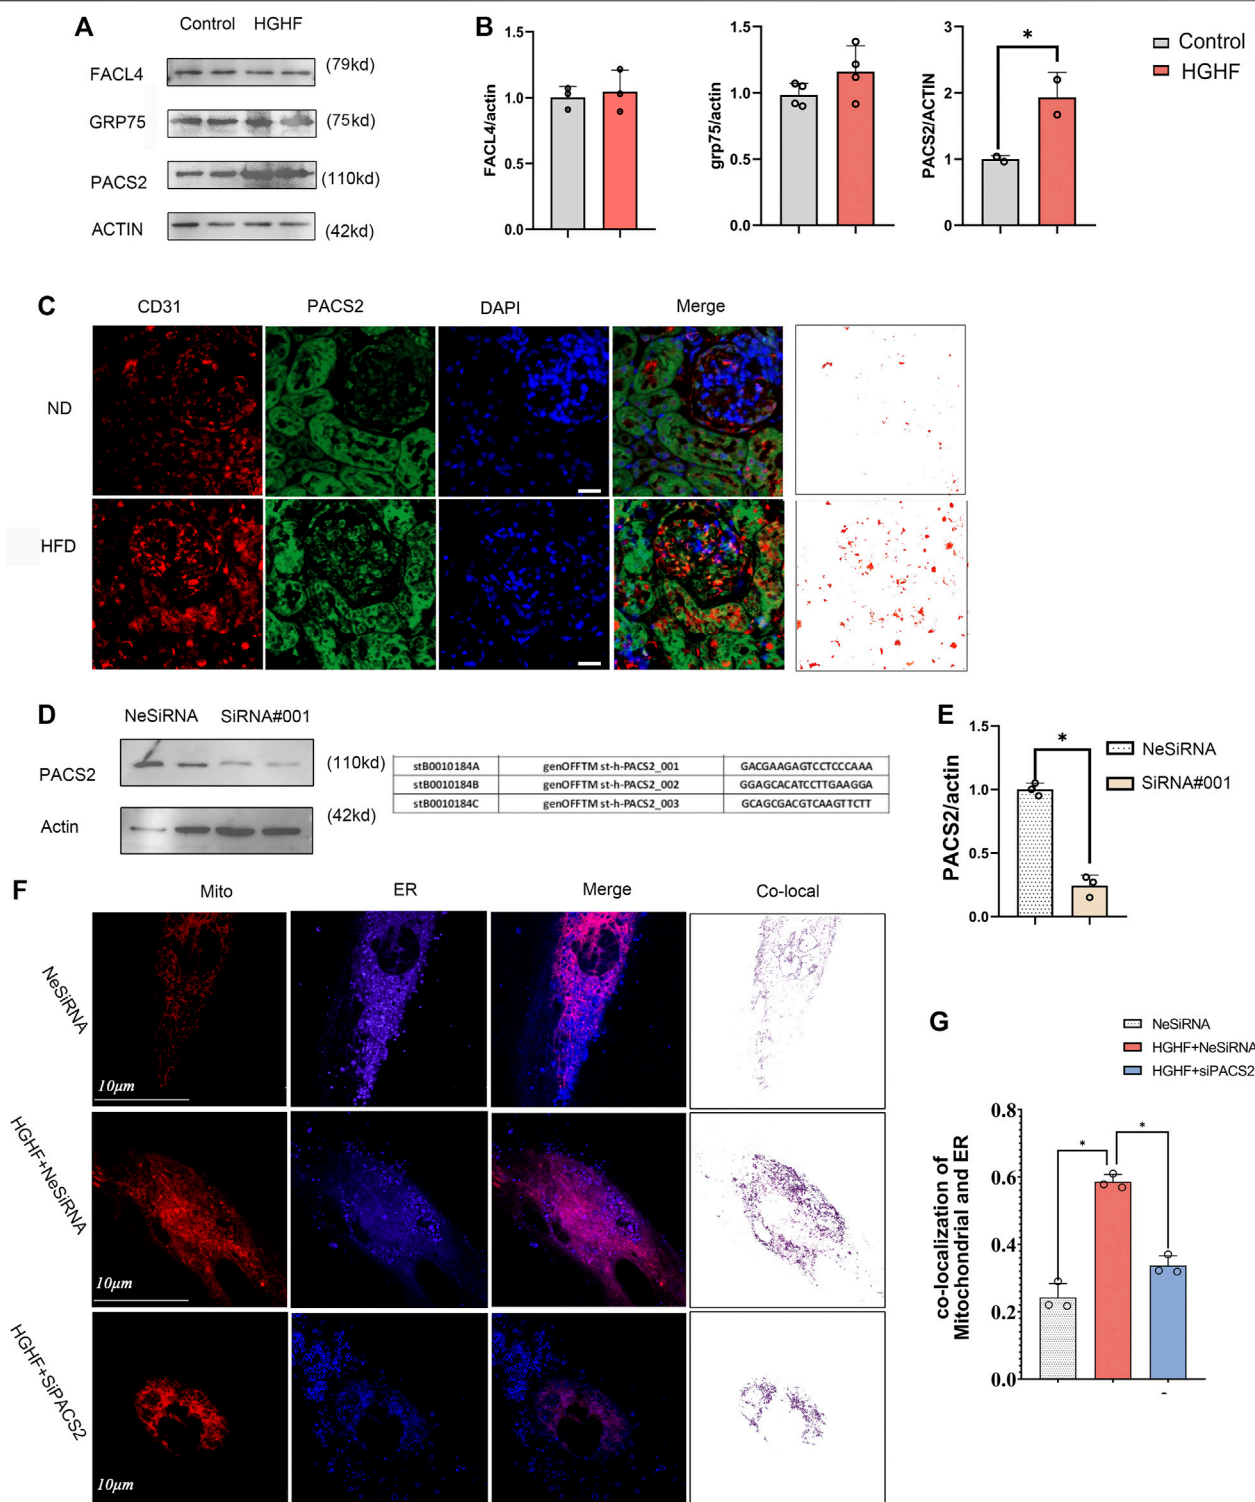 A
Control HGHF
FACL4 (79kd)
GRP75 (75kd)
PACS2 (110kd)
ACTIN (42kd)
B
1.5
1.0
0.5
0.0
FACL4/actin
1.5
1.0
0.5
0.0
grp75/actin
3
2
1
0
PACS2/ACTIN
*
Control
HGHF
C
CD31 PACS2 DAPI Merge
ND
HFD
D
NeSiRNA SiRNA#001
PACS2 (110kd)
Actin (42kd)
stB0010184A genOFFTM st-h-PACS2_001 GACGAAGAGTCCTCCCAAA
stB0010184B genOFFTM st-h-PACS2_002 GGAGCACATCCTTGAAGGA
stB0010184C genOFFTM st-h-PACS2_003 GCAGCGACGTCAAGTTCTT
E
1.5
1.0
0.5
0.0
PACS2/actin
*
NeSiRNA
SiRNA#001
F
Mito ER Merge Co-local
NeSiRNA
10μm
HGHF+NeSiRNA
10μm
HGHF+SiPACS2
10μm
G
NeSiRNA
HGHF+NeSiRNA
HGHF+siPACS2
0.8
0.6
0.4
0.2
0.0
co-localization of
Mitochondrial and ER
* *